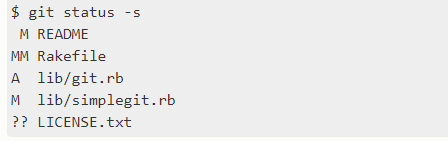 $ git status -s
 M README
MM Rakefile
A  lib/git.rb
M  lib/simplegit.rb
?? LICENSE.txt